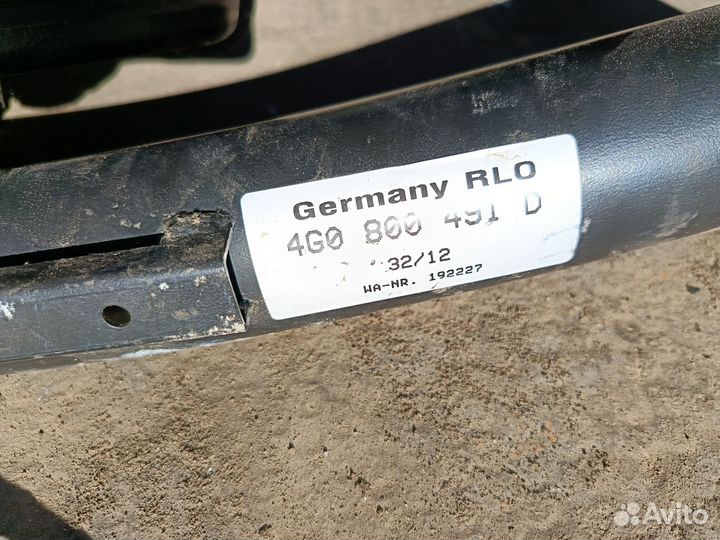 Germany RLO
4G0 800 491 D
32/12
WA-NR. 192227
Avito